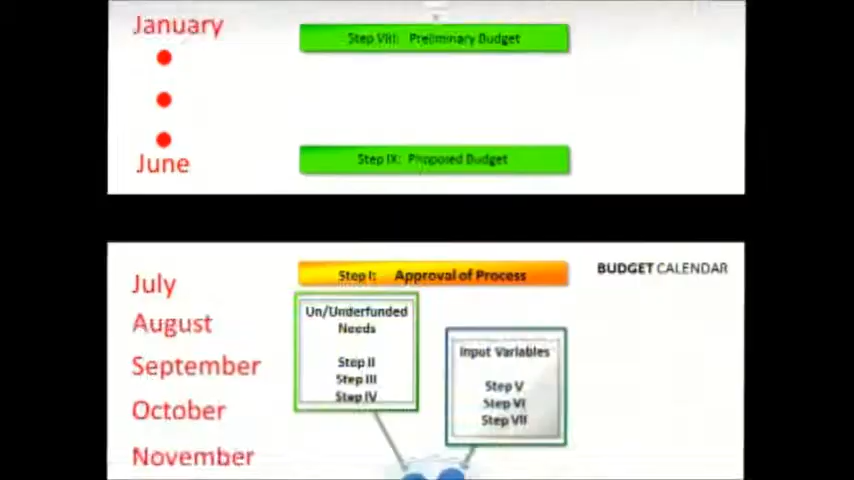 January
Step VIII: Preliminary Budget
June
Step IX: Proposed Budget
BUDGET CALENDAR
July
Step I: Approval of Process
August
September
October
November
Un/Underfunded
Needs
Step II
Step III
Step IV
Input Variables
Step V
Step VI
Step VII